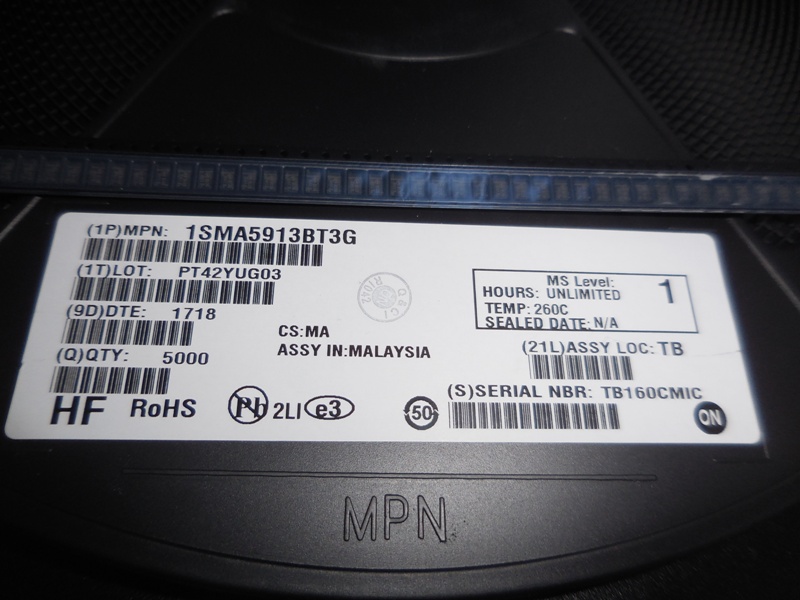 (1P)MPN: 1SMA5913BT3G
(1T)LOT: PT42YUG03
(9D)DTE: 1718
(Q)QTY: 5000
HF RoHS Pb 2LI e3
CS:MA
ASSY IN:MALAYSIA
MS Level: 1
HOURS: UNLIMITED
TEMP: 260C
SEALED DATE: N/A
(21L)ASSY LOC: TB
(S)SERIAL NBR: TB160CMIC
50
ON
MPN